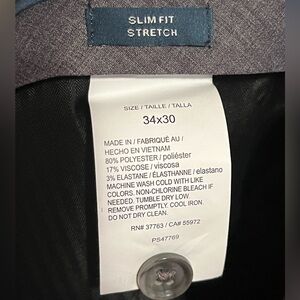 SLIM FIT
STRETCH
SIZE / TAILLE / TALLA
34x30
MADE IN / FABRIQUÉ AU /
HECHO EN VIETNAM
80% POLYESTER / poliéster
17% VISCOSE / viscosa
3% ELASTANE / ÉLASTHANNE / elastano
MACHINE WASH COLD WITH LIKE
COLORS. NON-CHLORINE BLEACH IF
NEEDED. TUMBLE DRY LOW.
REMOVE PROMPTLY. COOL IRON.
DO NOT DRY CLEAN.
RN# 37763 / CA# 55972
PS47769